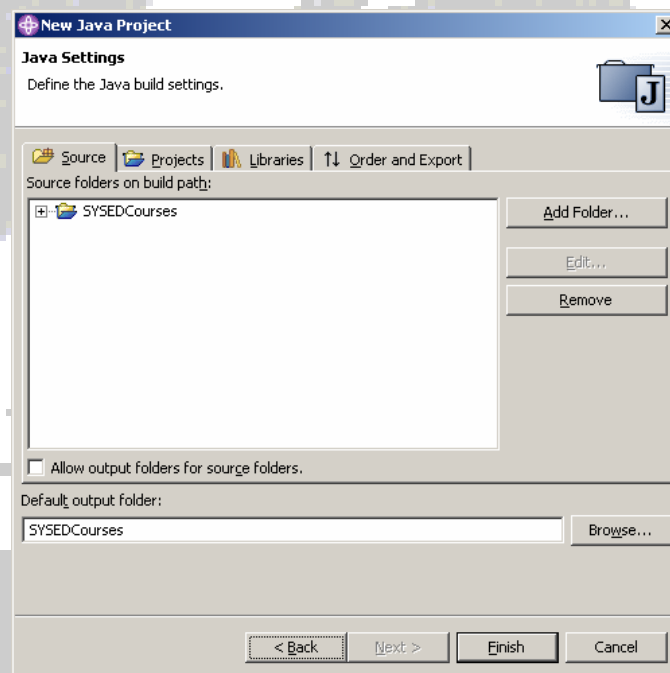 New Java Project
Java Settings
Define the Java build settings.
J
Source Projects Libraries Order and Export
Source folders on build path:
SYSEDCourses
Add Folder...
Edit...
Remove
Allow output folders for source folders.
Default output folder:
SYSEDCourses Browse...
< Back Next > Finish Cancel